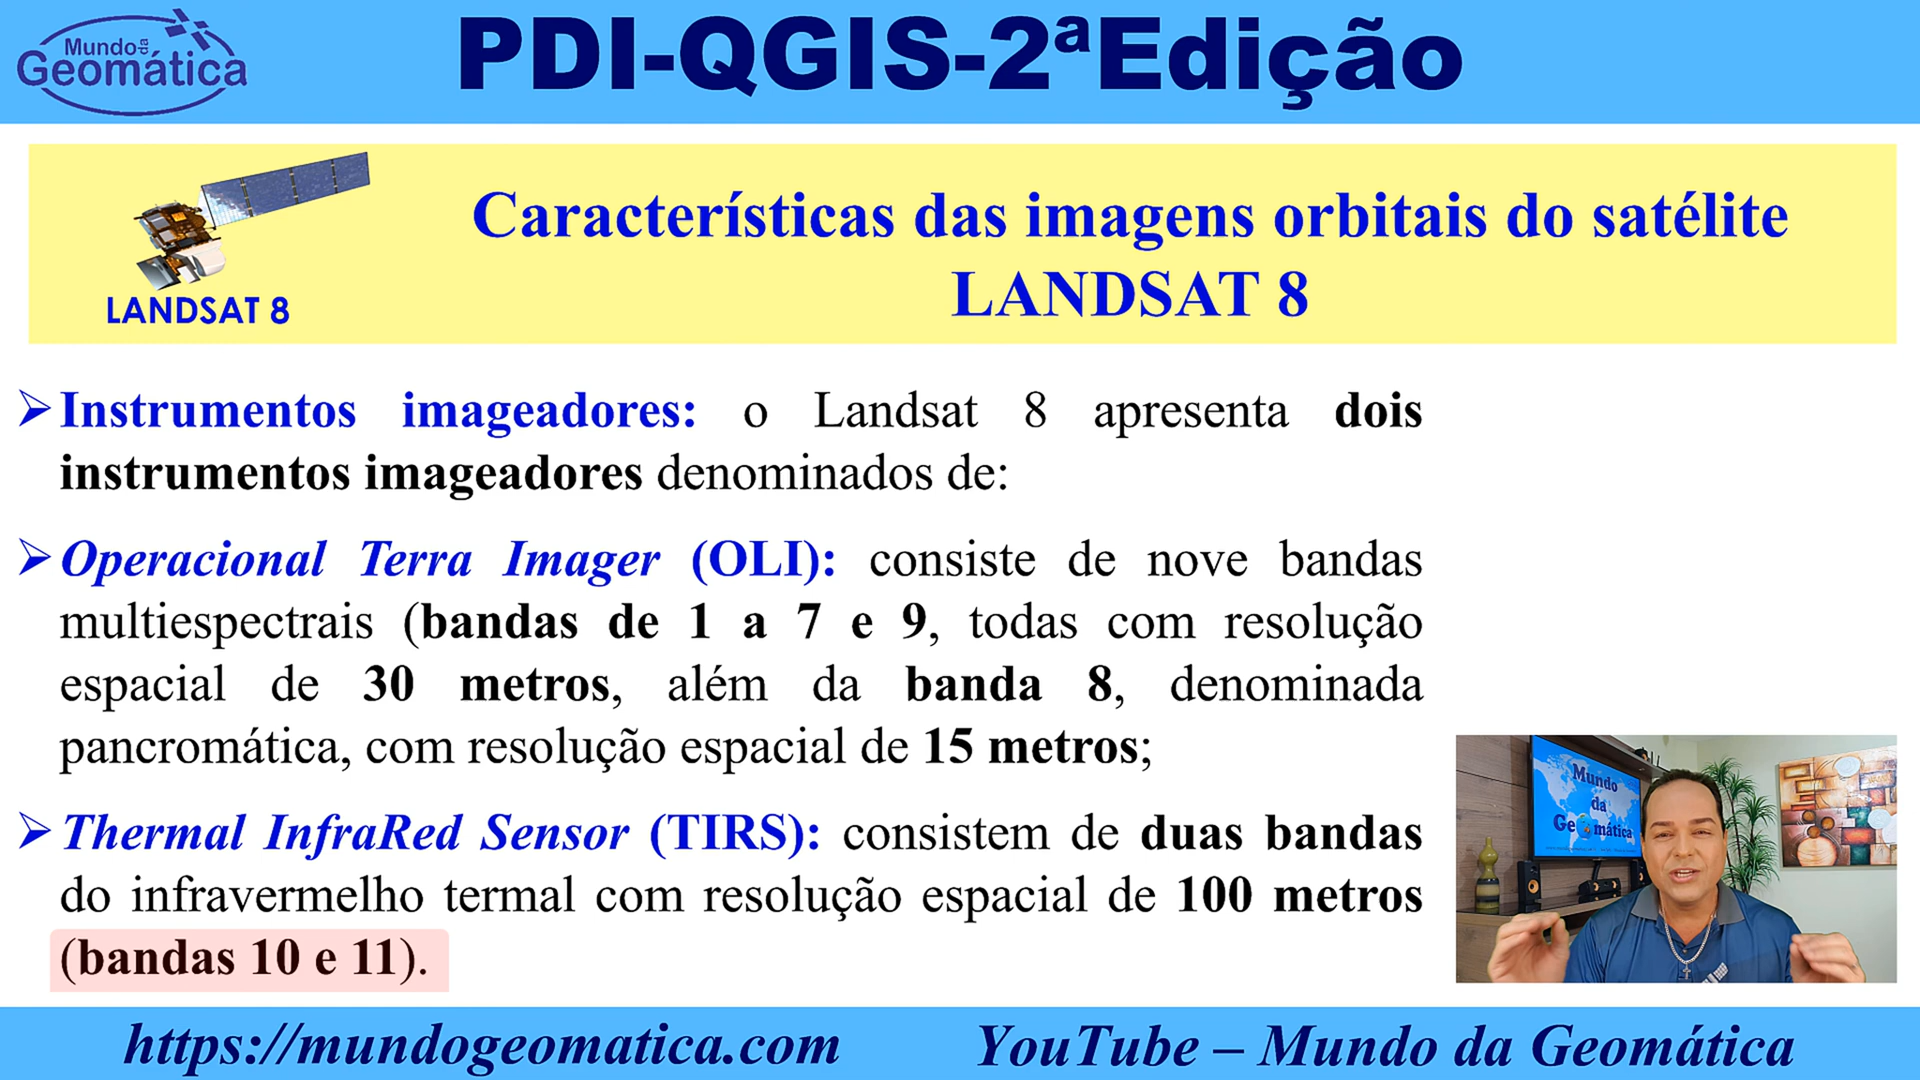 Mundo da
Geomática
PDI-QGIS-2ªEdição
LANDSAT 8
Características das imagens orbitais do satélite
LANDSAT 8
Instrumentos imageadores: o Landsat 8 apresenta dois
instrumentos imageadores denominados de:
Operacional Terra Imager (OLI): consiste de nove bandas
multiespectrais (bandas de 1 a 7 e 9, todas com resolução
espacial de 30 metros, além da banda 8, denominada
pancromática, com resolução espacial de 15 metros;
Thermal InfraRed Sensor (TIRS): consistem de duas bandas
do infravermelho termal com resolução espacial de 100 metros
(bandas 10 e 11).
Mundo
da
Geomática
https://mundogeomatica.com
YouTube – Mundo da Geomática